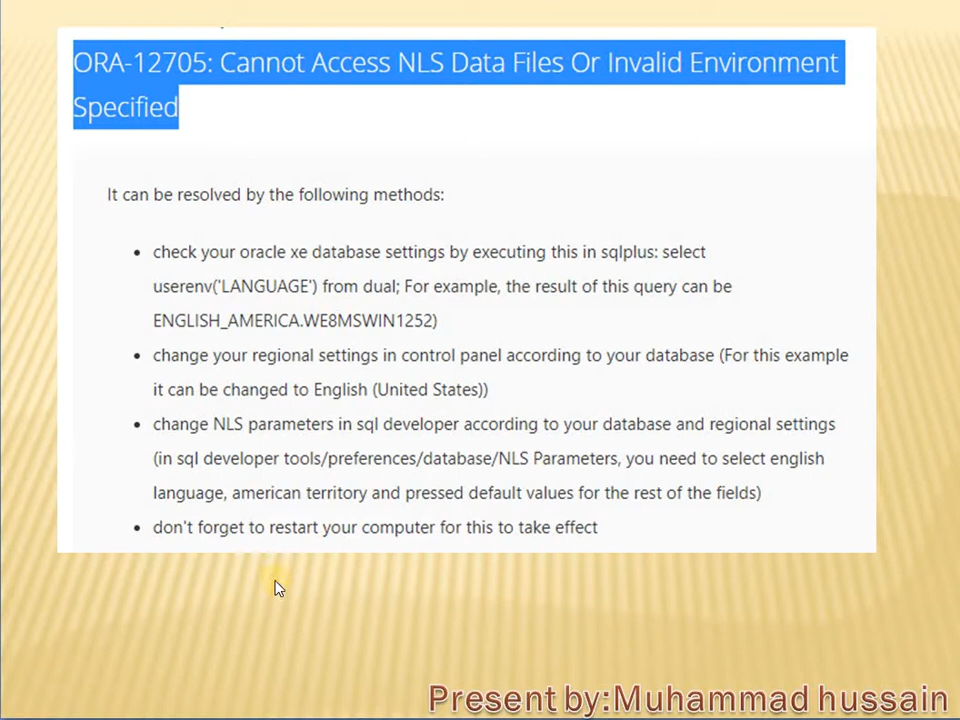 ORA-12705: Cannot Access NLS Data Files Or Invalid Environment
Specified
It can be resolved by the following methods:
• check your oracle xe database settings by executing this in sqlplus: select
userenv('LANGUAGE') from dual; For example, the result of this query can be
ENGLISH_AMERICA.WE8MSWIN1252)
• change your regional settings in control panel according to your database (For this example
it can be changed to English (United States))
• change NLS parameters in sql developer according to your database and regional settings
(in sql developer tools/preferences/database/NLS Parameters, you need to select english
language, american territory and pressed default values for the rest of the fields)
• don't forget to restart your computer for this to take effect
Present by:Muhammad hussain